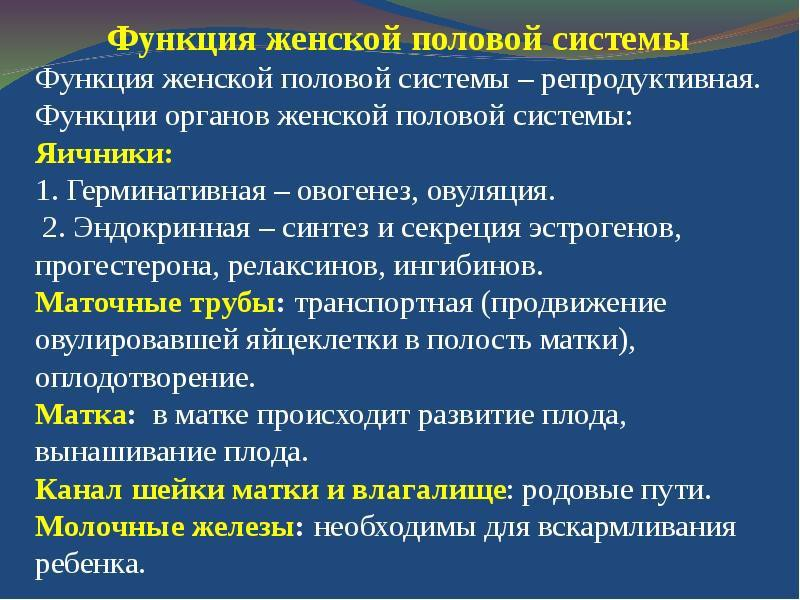 Функция женской половой системы
Функция женской половой системы – репродуктивная.
Функции органов женской половой системы:
Яичники:
1. Герминативная – овогенез, овуляция.
2. Эндокринная – синтез и секреция эстрогенов,
прогестерона, релаксинов, ингибинов.
Маточные трубы: транспортная (продвижение
овулировавшей яйцеклетки в полость матки),
оплодотворение.
Матка: в матке происходит развитие плода,
вынашивание плода.
Канал шейки матки и влагалище: родовые пути.
Молочные железы: необходимы для вскармливания
ребенка.